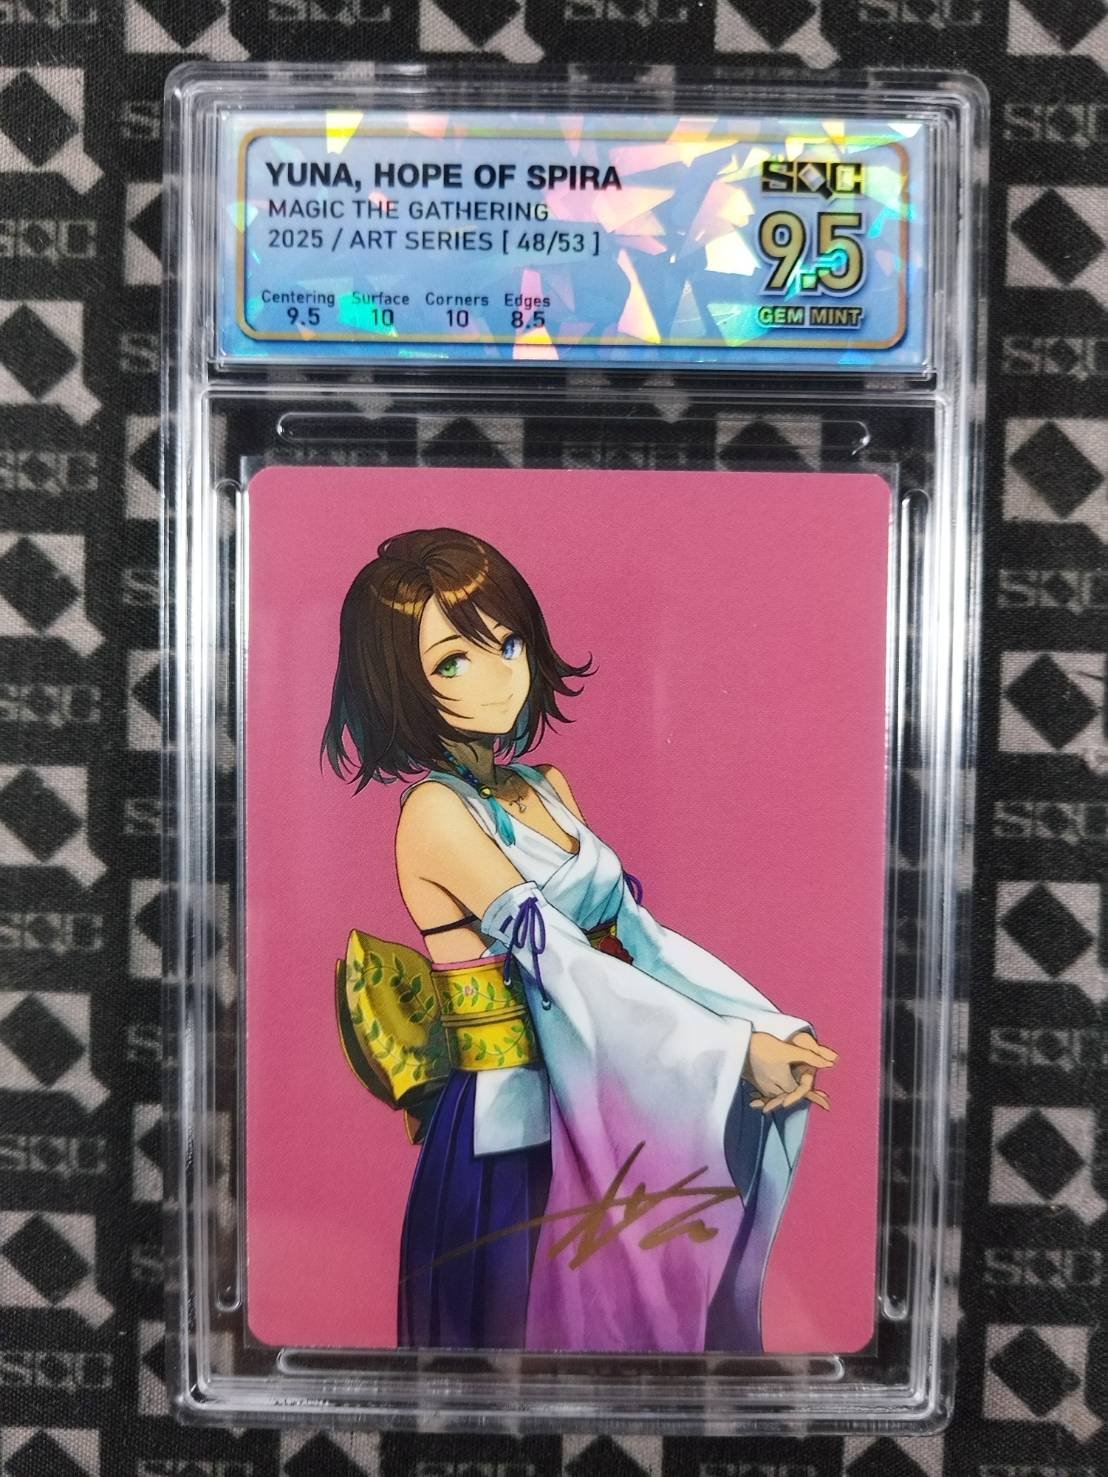 YUNA, HOPE OF SPIRA
MAGIC THE GATHERING
2025 / ART SERIES [ 48/53 ]
Centering Surface Corners Edges
9.5 10 10 8.5
SQC
9.5
GEM MINT